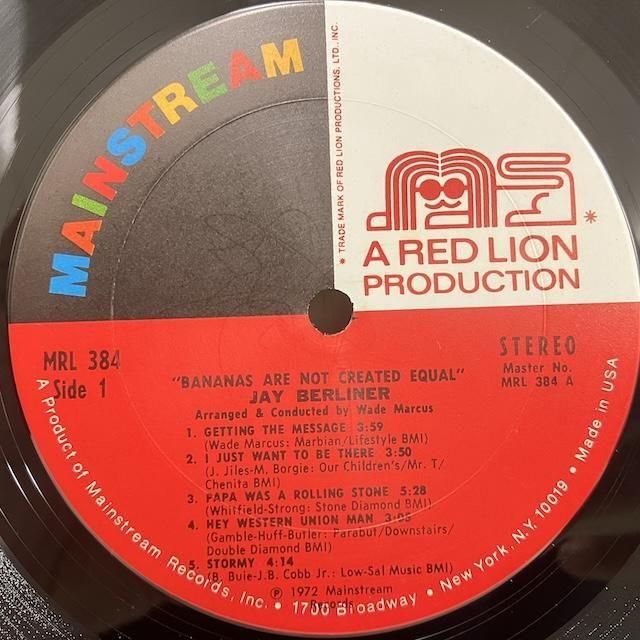 MAINSTREAM
* TRADE MARK OF RED LION PRODUCTIONS, LTD., INC.
*
A RED LION
PRODUCTION
MRL 384
Side 1
STEREO
Master No.
MRL 384 A
"BANANAS ARE NOT CREATED EQUAL"
JAY BERLINER
Arranged & Conducted by Wade Marcus
1. GETTING THE MESSAGE 3:59
(Wade Marcus: Marbian/Lifestyle BMI)
2. I JUST WANT TO BE THERE 3:50
(J. Jiles-M. Borgie: Our Children's/Mr. T/
Chenita BMI)
3. PAPA WAS A ROLLING STONE 5:28
(Whitfield-Strong: Stone Diamond BMI)
4. HEY WESTERN UNION MAN 3:05
(Gamble-Huff-Butler: Parabut/Downstairs/
Double Diamond BMI)
5. STORMY 4:14
(B. Buie-J.B. Cobb Jr.: Low-Sal Music BMI)
℗ 1972 Mainstream
Records
A Product of Mainstream Records, Inc. • 1700 Broadway • New York, N.Y. 10019 • Made in USA